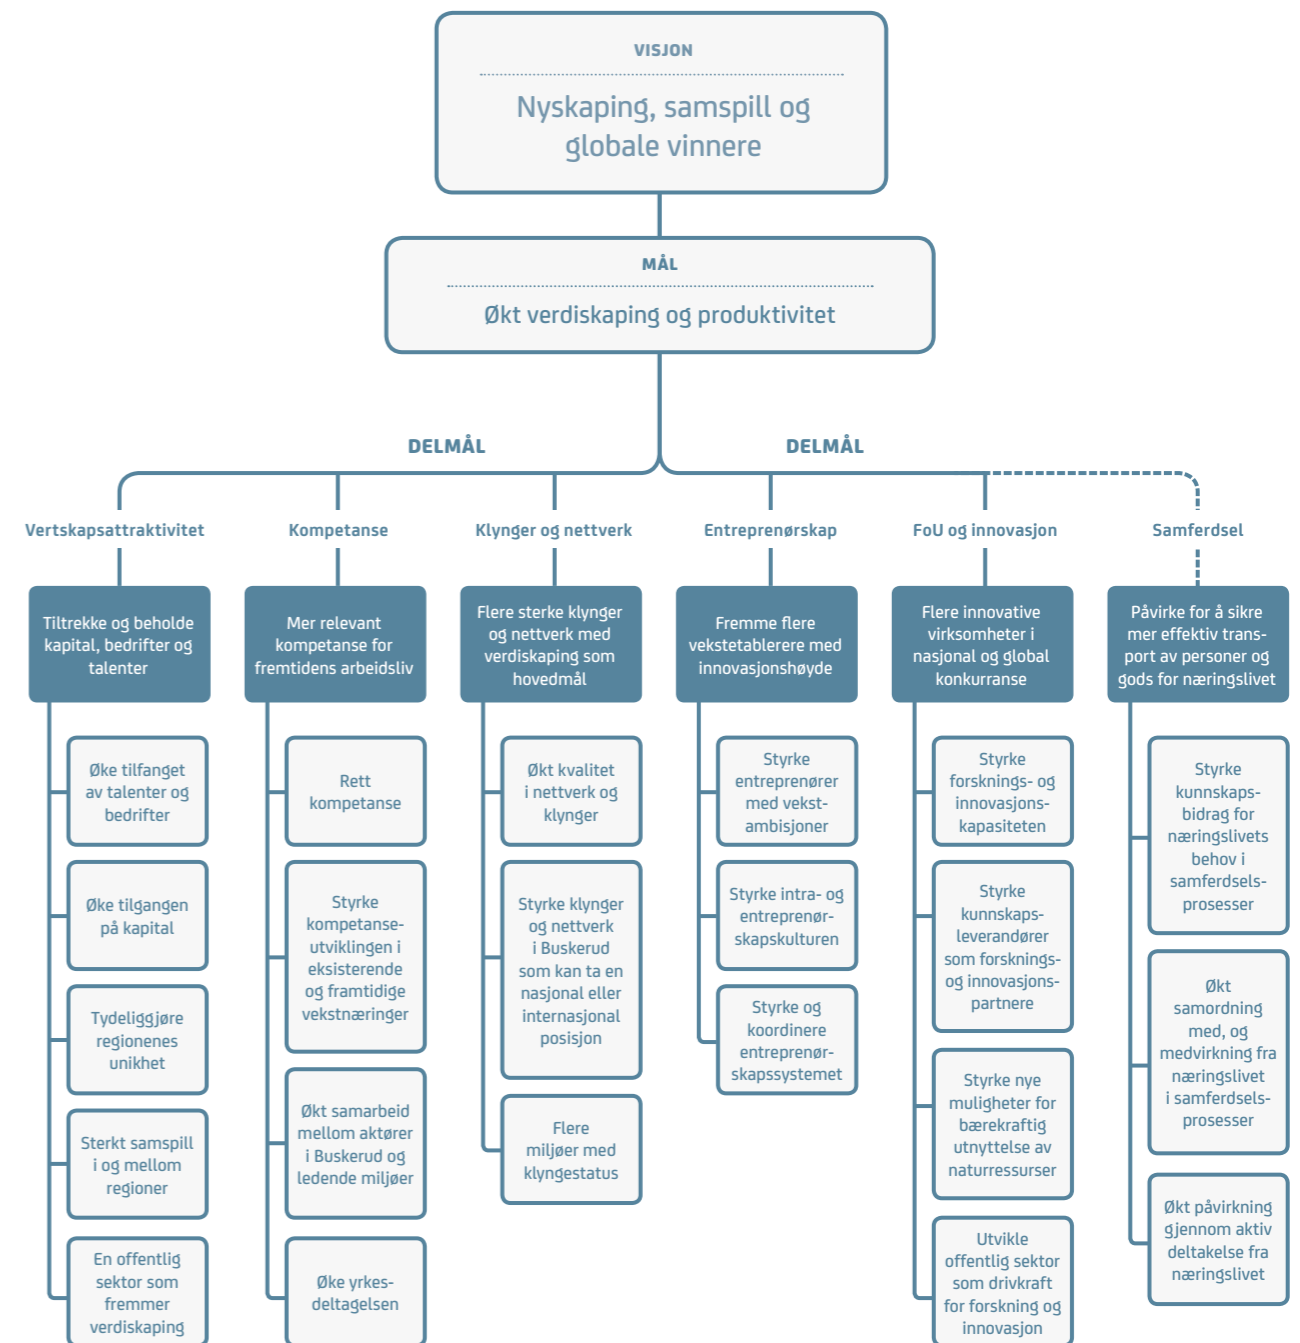 VISJON
Nyskaping, samspill og
globale vinnere
MÅL
Økt verdiskaping og produktivitet
DELMÅL
DELMÅL
Vertskapsattraktivitet
Tiltrekke og beholde
kapital, bedrifter og
talenter
Øke tilfanget
av talenter og
bedrifter
Øke tilgangen
på kapital
Tydeliggjøre
regionenes
unikhet
Sterkt samspill
i og mellom
regioner
En offentlig
sektor som
fremmer
verdiskaping
Kompetanse
Mer relevant
kompetanse for
fremtidens arbeidsliv
Rett
kompetanse
Styrke
kompetanse-
utviklingen i
eksisterende
og framtidige
vekstnæringer
Økt samarbeid
mellom aktører
i Buskerud og
ledende miljøer
Øke yrkes-
deltagelsen
Klynger og nettverk
Flere sterke klynger
og nettverk med
verdiskaping som
hovedmål
Økt kvalitet
i nettverk og
klynger
Styrke klynger
og nettverk
i Buskerud
som kan ta en
nasjonal eller
internasjonal
posisjon
Flere
miljøer med
klyngestatus
Entreprenørskap
Fremme flere
vekstetablerere med
innovasjonshøyde
Styrke
entreprenører
med vekst-
ambisjoner
Styrke intra- og
entreprenør-
skapskulturen
Styrke og
koordinere
entreprenør-
skapssystemet
FoU og innovasjon
Flere innovative
virksomheter i
nasjonal og global
konkurranse
Styrke
forsknings- og
innovasjons-
kapasiteten
Styrke
kunnskaps-
leverandører
som forsknings-
og innovasjons-
partnere
Styrke nye
muligheter for
bærekraftig
utnyttelse av
naturressurser
Utvikle
offentlig sektor
som drivkraft
for forskning og
innovasjon
Samferdsel
Påvirke for å sikre
mer effektiv trans-
port av personer og
gods for næringslivet
Styrke
kunnskaps-
bidrag for
næringslivets
behov i
samferdsels-
prosesser
Økt
samordning
med, og
medvirkning fra
næringslivet
i samferdsels-
prosesser
Økt påvirkning
gjennom aktiv
deltakelse fra
næringslivet